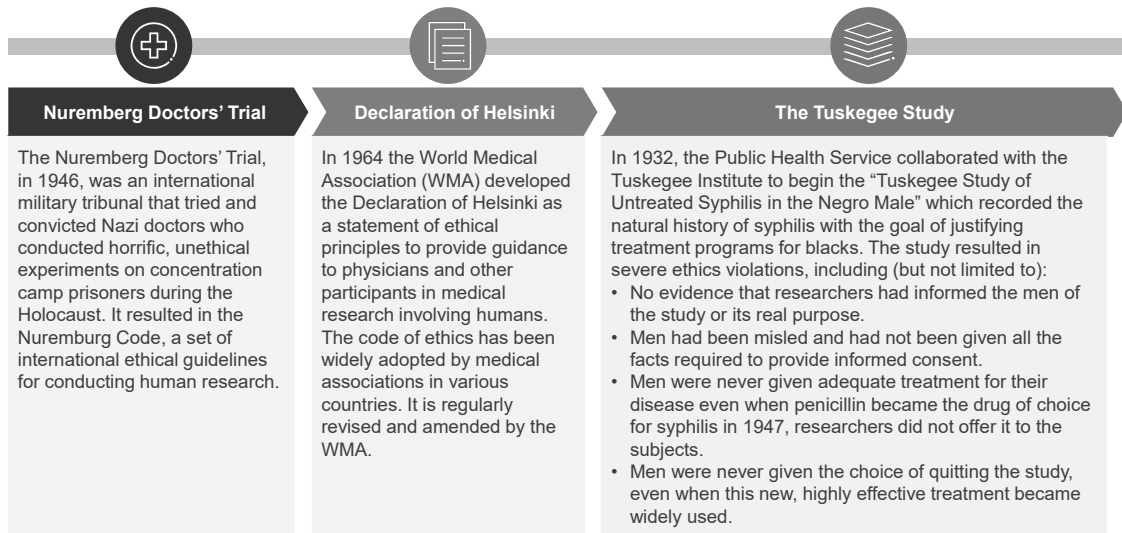 Nuremberg Doctors’ Trial
The Nuremberg Doctors’ Trial,
in 1946, was an international
military tribunal that tried and
convicted Nazi doctors who
conducted horrific, unethical
experiments on concentration
camp prisoners during the
Holocaust. It resulted in the
Nuremburg Code, a set of
international ethical guidelines
for conducting human research.
Declaration of Helsinki
In 1964 the World Medical
Association (WMA) developed
the Declaration of Helsinki as
a statement of ethical
principles to provide guidance
to physicians and other
participants in medical
research involving humans.
The code of ethics has been
widely adopted by medical
associations in various
countries. It is regularly
revised and amended by the
WMA.
The Tuskegee Study
In 1932, the Public Health Service collaborated with the
Tuskegee Institute to begin the “Tuskegee Study of
Untreated Syphilis in the Negro Male” which recorded the
natural history of syphilis with the goal of justifying
treatment programs for blacks. The study resulted in
severe ethics violations, including (but not limited to):
• No evidence that researchers had informed the men of
the study or its real purpose.
• Men had been misled and had not been given all the
facts required to provide informed consent.
• Men were never given adequate treatment for their
disease even when penicillin became the drug of choice
for syphilis in 1947, researchers did not offer it to the
subjects.
• Men were never given the choice of quitting the study,
even when this new, highly effective treatment became
widely used.